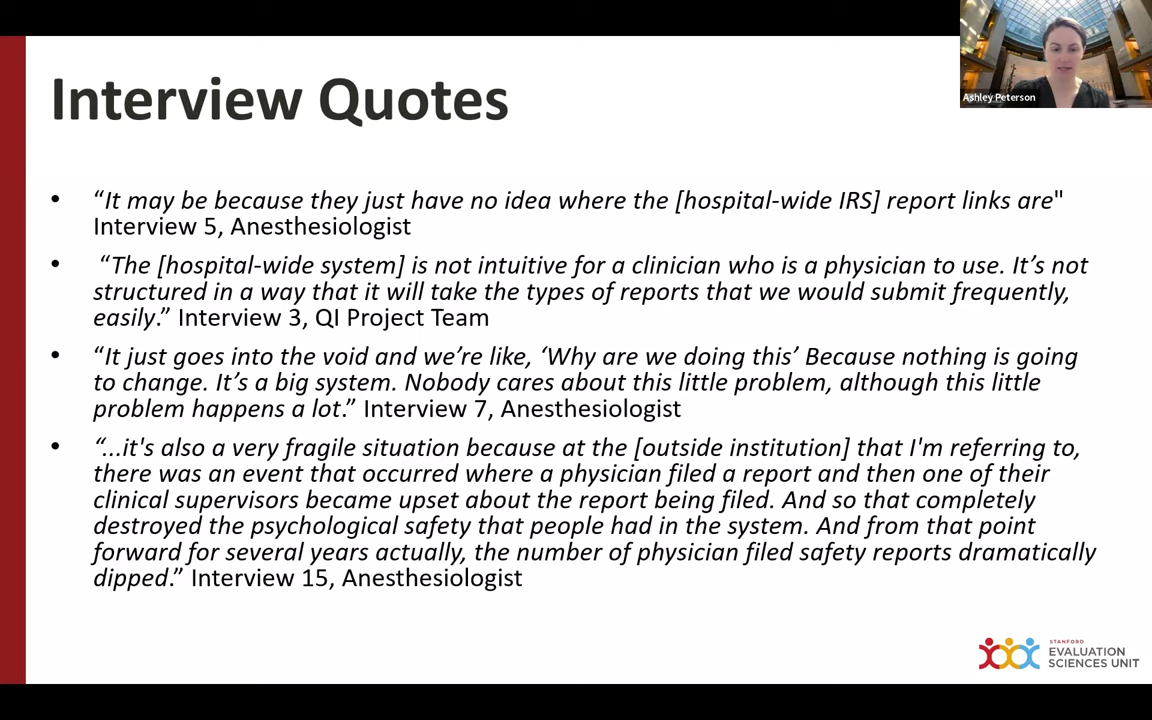 Interview Quotes
Ashley Peterson
• “It may be because they just have no idea where the [hospital-wide IRS] report links are"
Interview 5, Anesthesiologist
• “The [hospital-wide system] is not intuitive for a clinician who is a physician to use. It’s not
structured in a way that it will take the types of reports that we would submit frequently,
easily.” Interview 3, QI Project Team
• “It just goes into the void and we’re like, ‘Why are we doing this’ Because nothing is going
to change. It’s a big system. Nobody cares about this little problem, although this little
problem happens a lot.” Interview 7, Anesthesiologist
• “...it's also a very fragile situation because at the [outside institution] that I'm referring to,
there was an event that occurred where a physician filed a report and then one of their
clinical supervisors became upset about the report being filed. And so that completely
destroyed the psychological safety that people had in the system. And from that point
forward for several years actually, the number of physician filed safety reports dramatically
dipped.” Interview 15, Anesthesiologist
STANFORD
EVALUATION
SCIENCES UNIT